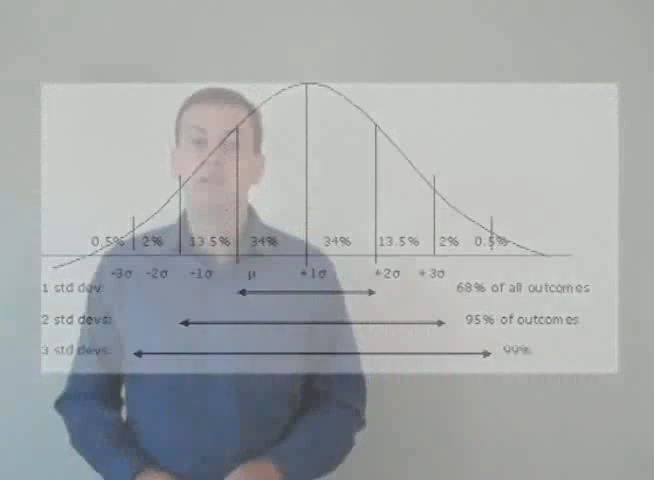 0.5% 2% 13.5% 34% 34% 13.5% 2% 0.5%
-3σ -2σ -1σ μ +1σ +2σ +3σ
1 std dev: 68% of all outcomes
2 std devs: 95% of outcomes
3 std devs: 99%